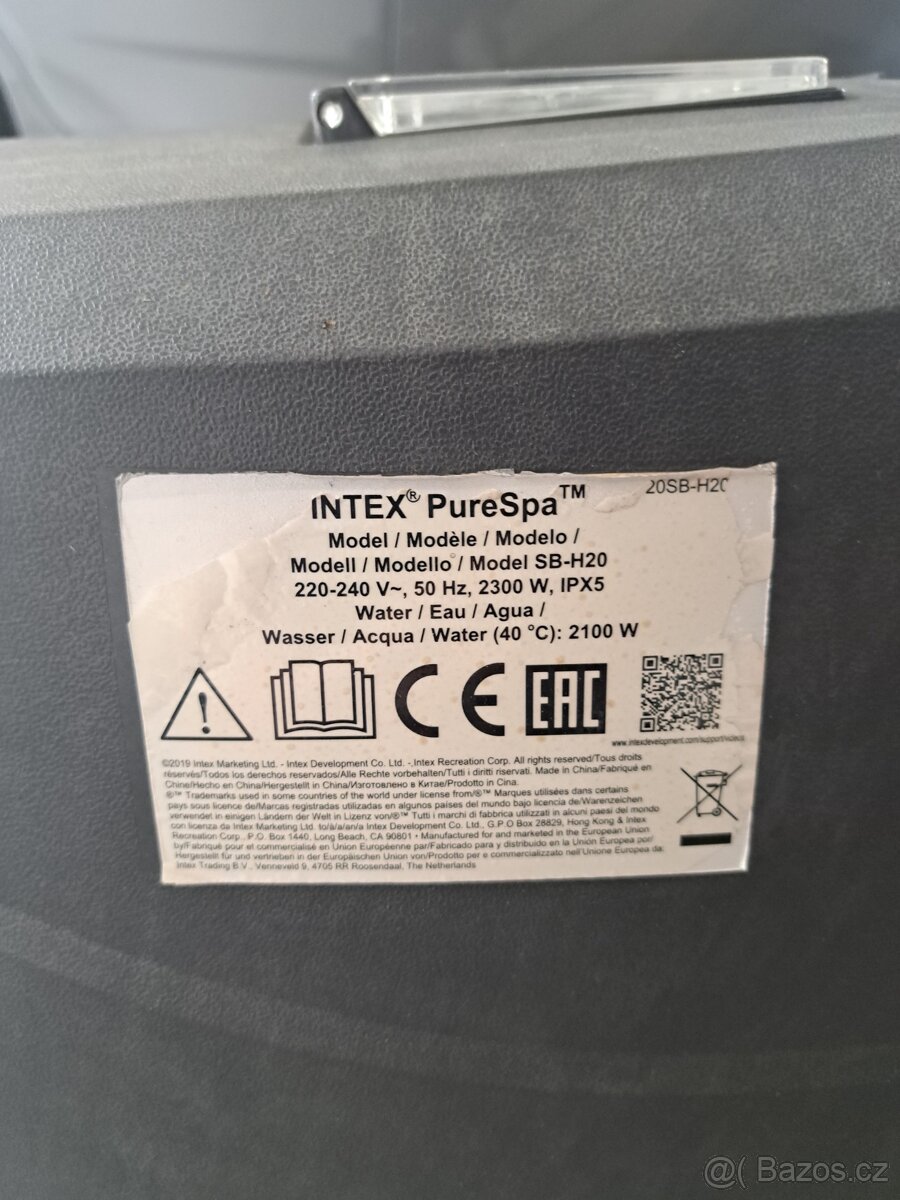 INTEX® PureSpa™
20SB-H20
Model / Modèle / Modelo /
Modell / Modello / Model SB-H20
220-240 V~, 50 Hz, 2300 W, IPX5
Water / Eau / Agua /
Wasser / Acqua / Water (40 °C): 2100 W
CE EAC
www.intexdevelopment.com/support/videos
©2019 Intex Marketing Ltd. - Intex Development Co. Ltd. - Intex Recreation Corp. All rights reserved/Tous droits
réservés/Todos los derechos reservados/Alle Rechte vorbehalten/Tutti i diritti riservati. Made in China/Fabriqué en
Chine/Hecho en China/Hergestellt in China/Изготовлено в Китае/Prodotto in Cina.
®™ Trademarks used in some countries of the world under license from/®™ Marques utilisées dans certains
pays sous licence de/Marcas registradas utilizadas en algunos países del mundo bajo licencia de/Warenzeichen
verwendet in einigen Ländern der Welt in Lizenz von/®™ Tutti i marchi di fabbrica utilizzati in alcuni paesi del mondo
con licenza da Intex Marketing Ltd. to/à/a/an/a Intex Development Co. Ltd., G.P.O Box 28829, Hong Kong & Intex
Recreation Corp., P.O. Box 1440, Long Beach, CA 90801 • Manufactured for and marketed in the European Union
by/Fabriqué pour et commercialisé en Union Européenne par/Fabricado para y distribuido en la Unión Europea por/
Hergestellt für und vertrieben in der Europäischen Union von/Prodotto per e commercializzato nell'Unione Europea da:
Intex Trading B.V., Venneveld 9, 4705 RR Roosendaal, The Netherlands
@( Bazos.cz